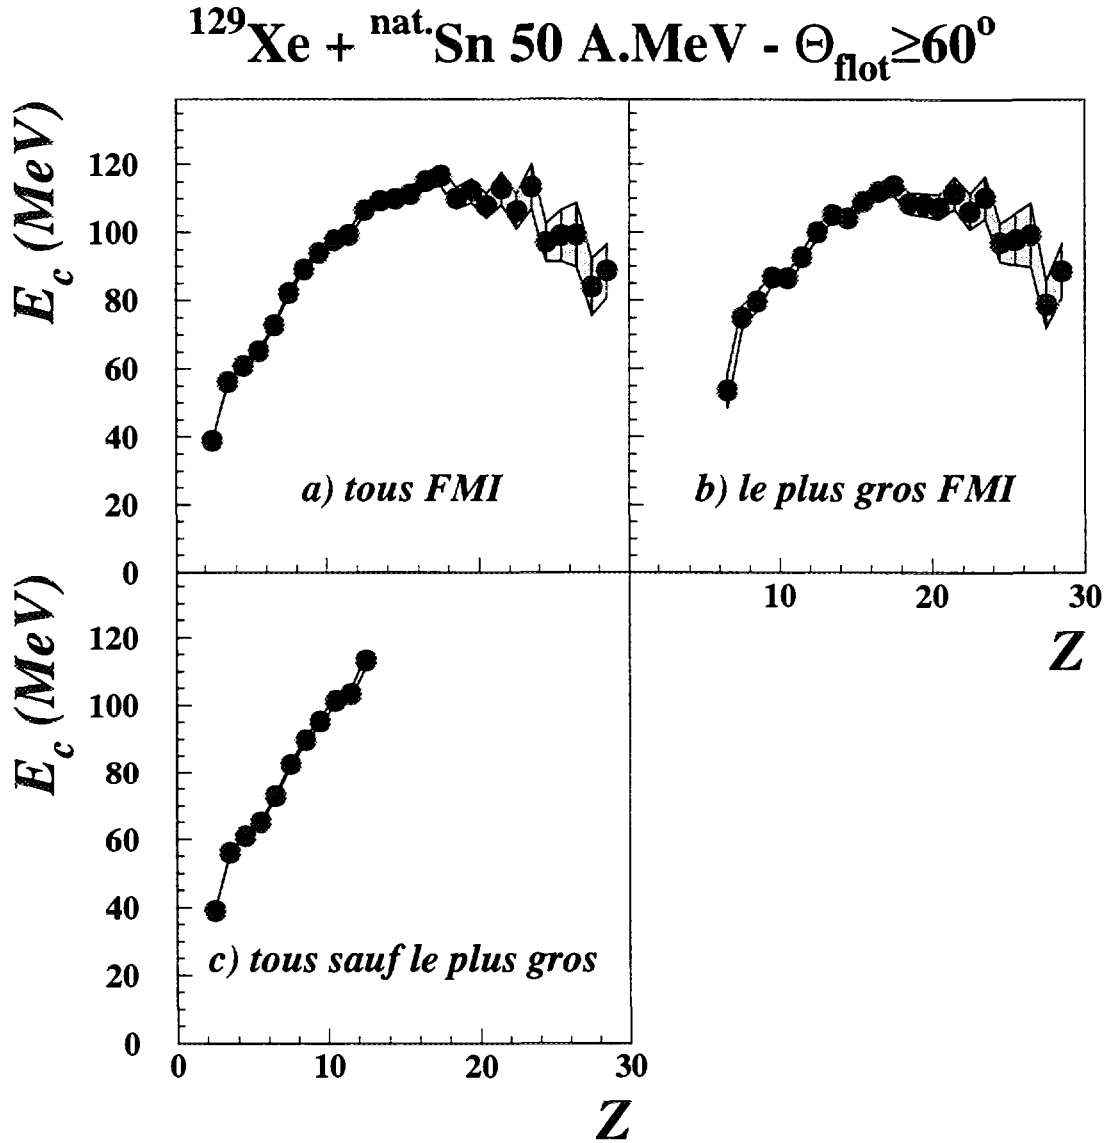 129Xe + nat.Sn 50 A.MeV - Θflot≥60o
Ec (MeV)
120
100
80
60
40
20
0
a) tous FMI
b) le plus gros FMI
10
20
30
Z
Ec (MeV)
120
100
80
60
40
20
0
c) tous sauf le plus gros
0
10
20
30
Z